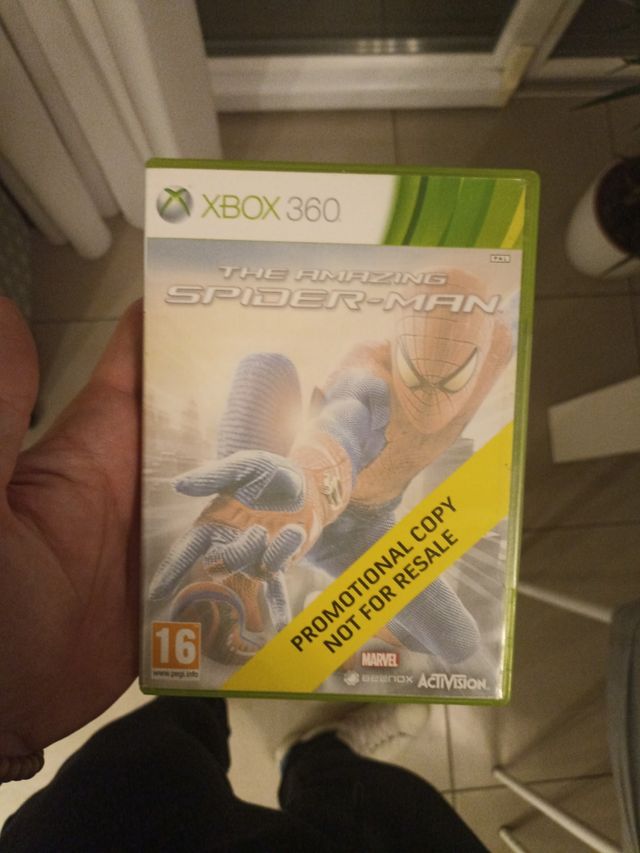 XBOX 360
PAL
THE AMAZING
SPIDER-MAN
PROMOTIONAL COPY
NOT FOR RESALE
16
www.pegi.info
MARVEL
BEENOX ACTIVISION